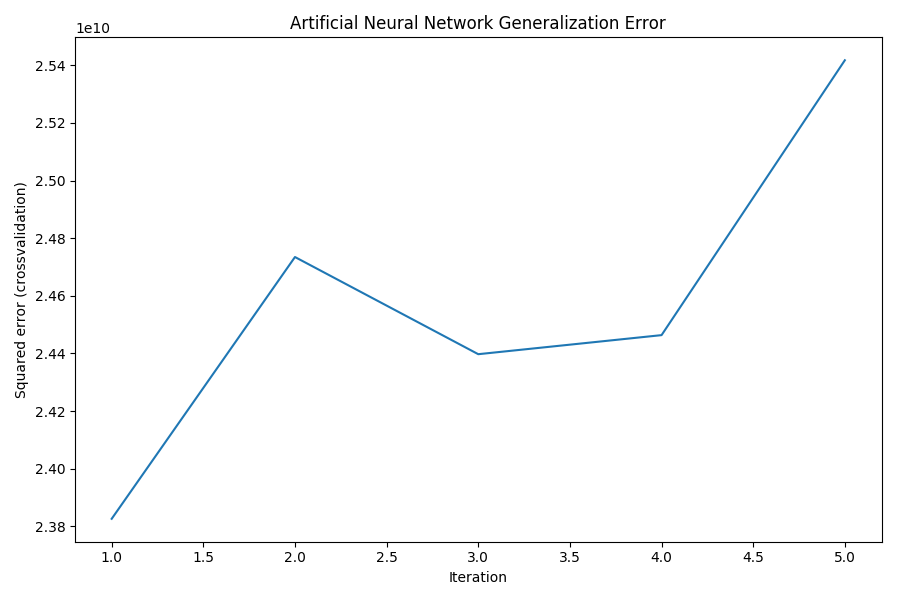 Artificial Neural Network Generalization Error
1e10
2.54
2.52
2.50
2.48
2.46
2.44
2.42
2.40
2.38
Squared error (crossvalidation)
1.0 1.5 2.0 2.5 3.0 3.5 4.0 4.5 5.0
Iteration